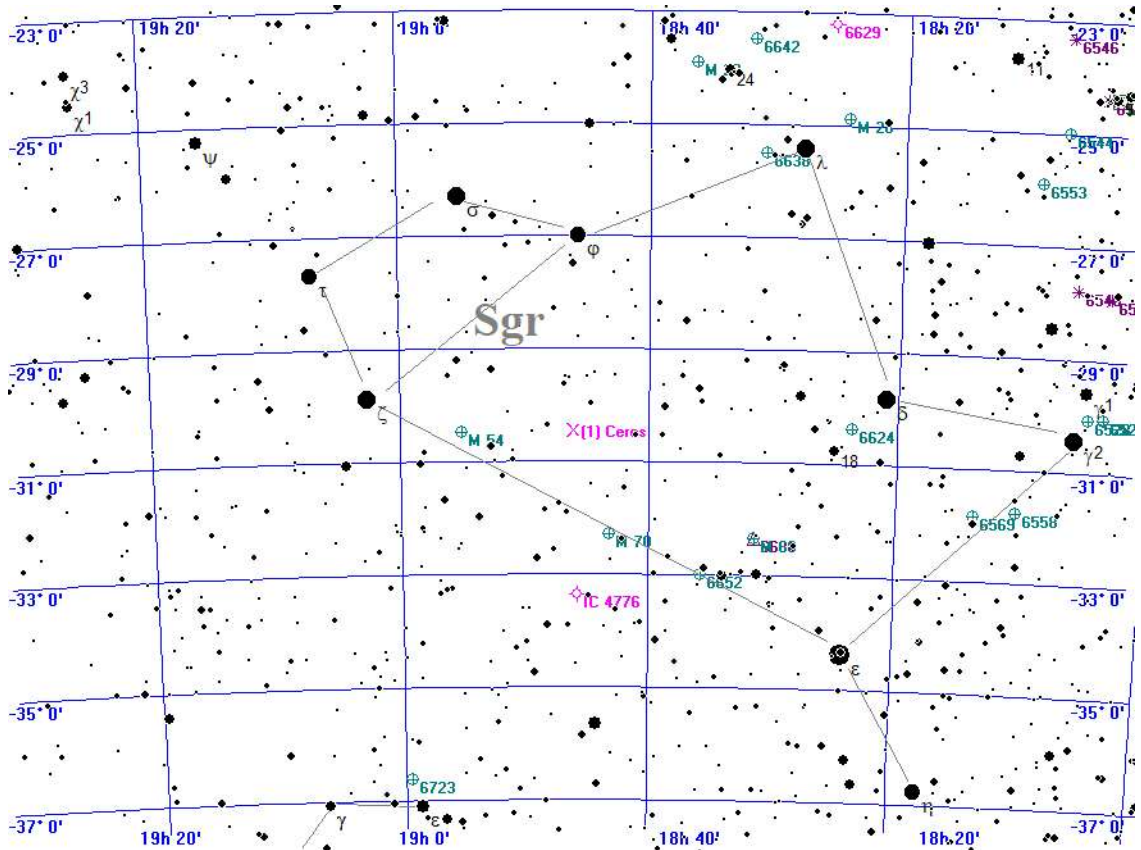 -23° 0'
19h 20'
19h 0'
18h 40'
18h 20'
-23° 0'
6642
6629
6546
11
24
χ³
χ¹
M 28
-25° 0'
-25° 0'
6544
ψ
6638
λ
6553
σ
φ
-27° 0'
-27° 0'
τ
Sgr
-29° 0'
-29° 0'
ζ
δ
γ¹
(1) Ceres
M 54
6624
γ²
18
-31° 0'
-31° 0'
6569
6558
M 70
6652
-33° 0'
-33° 0'
IC 4776
ε
-35° 0'
-35° 0'
6723
η
γ
ε
-37° 0'
-37° 0'
19h 20'
19h 0'
18h 40'
18h 20'